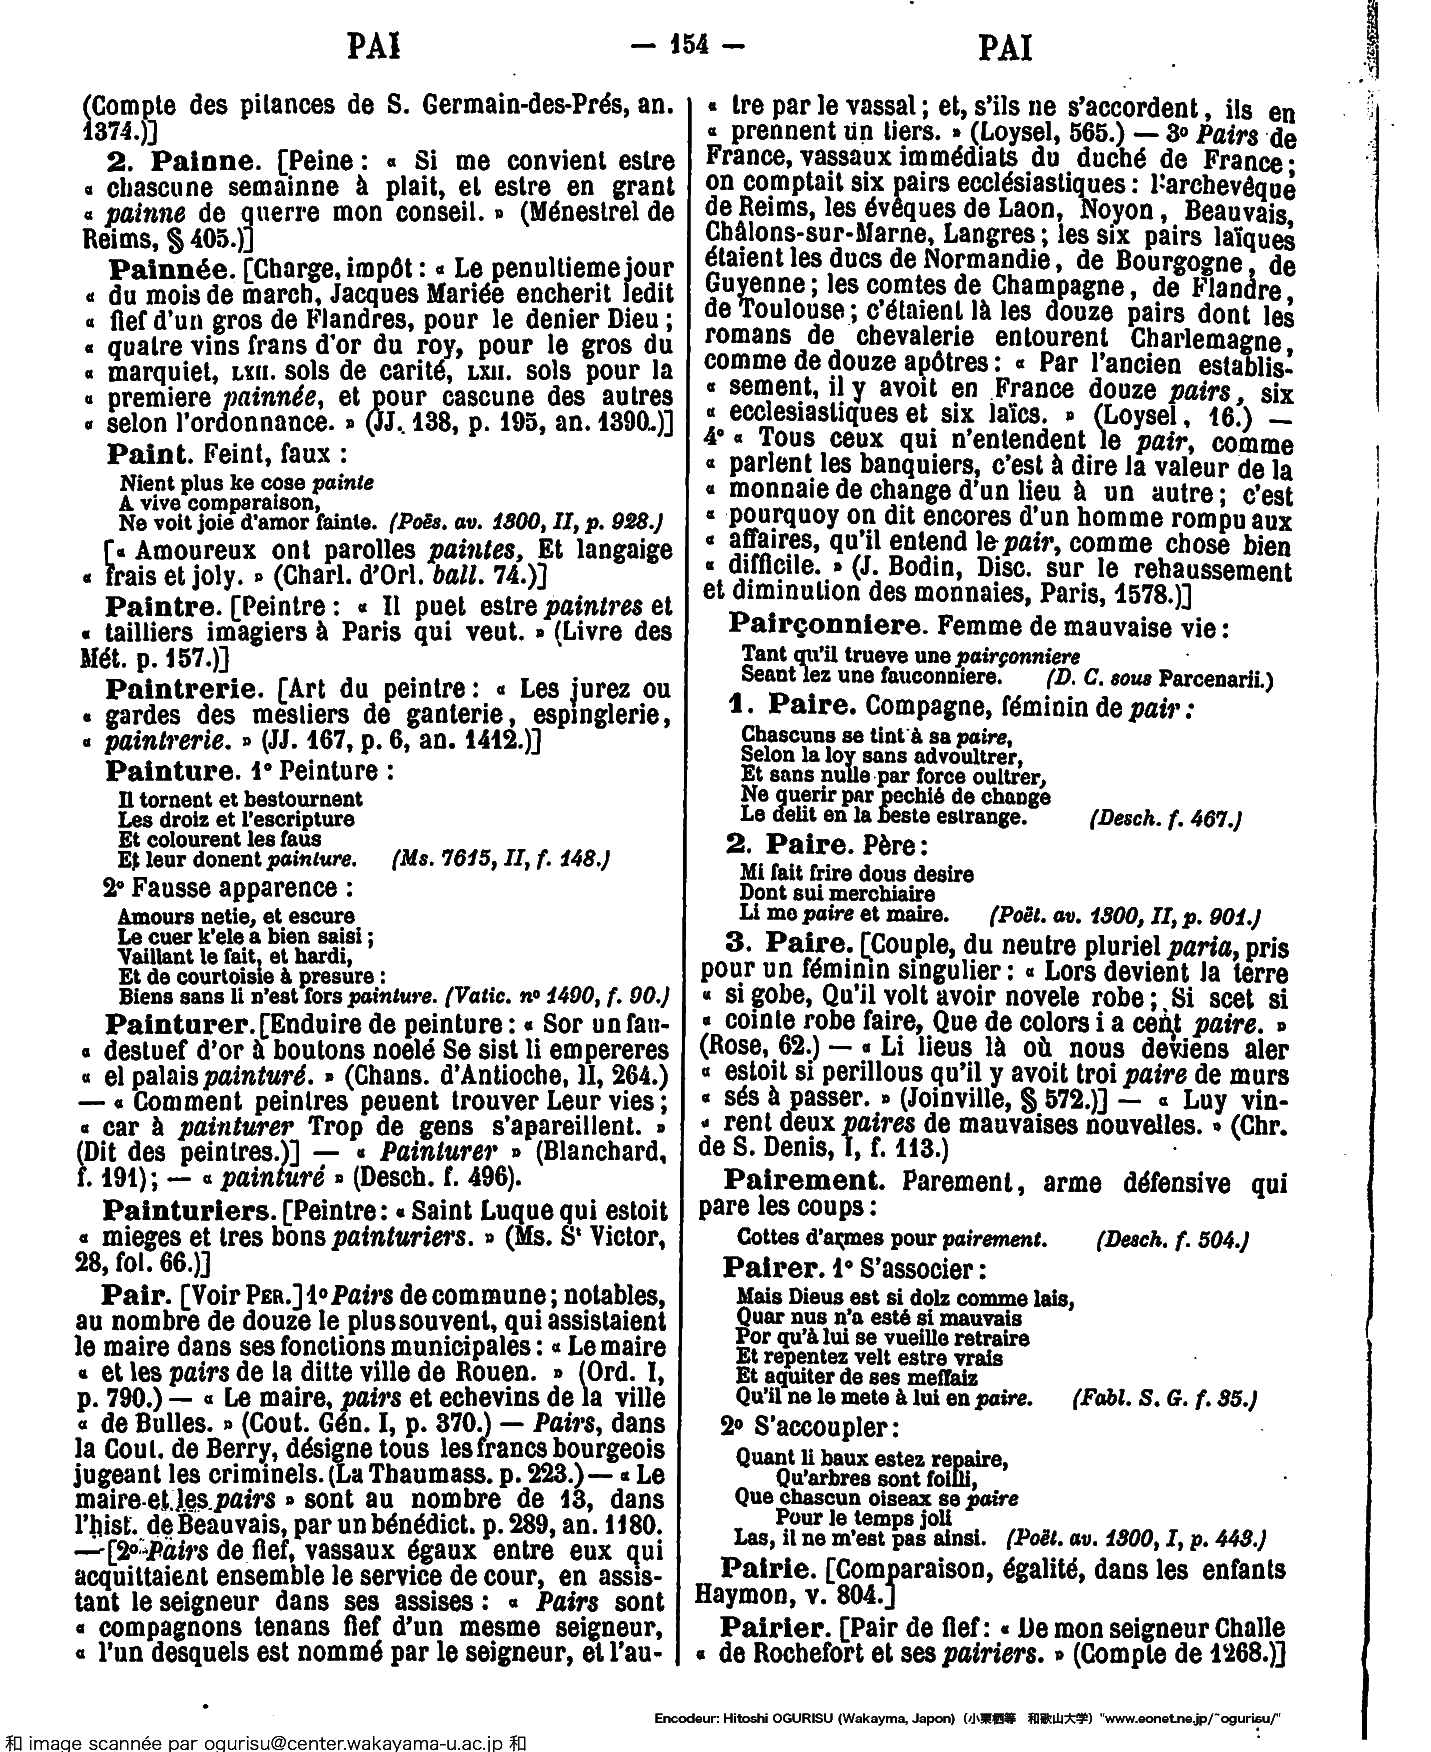 PAI — 154 — PAI
(Compte des pitances de S. Germain-des-Prés, an.
1374.)]
2. Painne. [Peine : « Si me convient estre
« chascune semainne à plait, et estre en grant
« painne de querre mon conseil. » (Ménestrel de
Reims, § 405.)]
Painnée. [Charge, impôt : « Le penultieme jour
« du mois de march, Jacques Mariée encherit ledit
« fief d'un gros de Flandres, pour le denier Dieu ;
« quatre vins frans d'or du roy, pour le gros du
« marquiet, LXII. sols de carité, LXII. sols pour la
« premiere painnée, et pour cascune des autres
« selon l'ordonnance. » (JJ. 138, p. 195, an. 1390.)]
Paint. Feint, faux :
Nient plus ke cose painte
A vive comparaison,
Ne voit joie d'amor fainte. (Poës. av. 1300, II, p. 928.)
[« Amoureux ont parolles paintes, Et langaige
« frais et joly. » (Charl. d'Orl. ball. 74.)]
Paintre. [Peintre : « Il puet estre paintres et
« tailliers imagiers à Paris qui veut. » (Livre des
Mét. p. 157.)]
Paintrerie. [Art du peintre : « Les jurez ou
« gardes des mestiers de ganterie, espinglerie,
« paintrerie. » (JJ. 167, p. 6, an. 1412.)]
Painture. 1° Peinture :
Il tornent et bestournent
Les droiz et l'escripture
Et colourent les faus
Et leur donent painture. (Ms. 7615, II, f. 148.)
2° Fausse apparence :
Amours netie, et escure
Le cuer k'ele a bien saisi ;
Vaillant le fait, et hardi,
Et de courtoisie à presure :
Biens sans li n'est fors painture. (Vatic. n° 1490, f. 90.)
Painturer. [Enduire de peinture : « Sor un fau-
« destuef d'or à boutons noelé Se sist li empereres
« el palais painturé. » (Chans. d'Antioche, II, 264.)
— « Comment peintres peuent trouver Leur vies ;
« car à painturer Trop de gens s'apareillent. »
(Dit des peintres.)] — « Painturer » (Blanchard,
f. 191) ; — « painturé » (Desch. f. 496).
Painturiers. [Peintre : « Saint Luque qui estoit
« mieges et tres bons painturiers. » (Ms. St Victor,
28, fol. 66.)]
Pair. [Voir PER.] 1° Pairs de commune ; notables,
au nombre de douze le plus souvent, qui assistaient
le maire dans ses fonctions municipales : « Le maire
« et les pairs de la ditte ville de Rouen. » (Ord. I,
p. 790.) — « Le maire, pairs et echevins de la ville
« de Bulles. » (Cout. Gén. I, p. 370.) — Pairs, dans
la Cout. de Berry, désigne tous les francs bourgeois
jugeant les criminels. (La Thaumass. p. 223.) — « Le
maire et les pairs » sont au nombre de 13, dans
l'hist. de Beauvais, par un bénédict. p. 289, an. 1180.
— [2° Pairs de fief, vassaux égaux entre eux qui
acquittaient ensemble le service de cour, en assis-
tant le seigneur dans ses assises : « Pairs sont
« compagnons tenans fief d'un mesme seigneur,
« l'un desquels est nommé par le seigneur, et l'au-
« tre par le vassal ; et, s'ils ne s'accordent, ils en
« prennent un tiers. » (Loysel, 565.) — 3° Pairs de
France, vassaux immédiats du duché de France ;
on comptait six pairs ecclésiastiques : l'archevêque
de Reims, les évêques de Laon, Noyon, Beauvais,
Châlons-sur-Marne, Langres ; les six pairs laïques
étaient les ducs de Normandie, de Bourgogne, de
Guyenne ; les comtes de Champagne, de Flandre,
de Toulouse ; c'étaient là les douze pairs dont les
romans de chevalerie entourent Charlemagne,
comme de douze apôtres : « Par l'ancien establis-
« sement, il y avoit en France douze pairs, six
« ecclesiastiques et six laïcs. » (Loysel, 16.) —
4° « Tous ceux qui n'entendent le pair, comme
« parlent les banquiers, c'est à dire la valeur de la
« monnaie de change d'un lieu à un autre ; c'est
« pourquoy on dit encores d'un homme rompu aux
« affaires, qu'il entend le pair, comme chose bien
« difficile. » (J. Bodin, Disc. sur le rehaussement
et diminution des monnaies, Paris, 1578.)]
Pairçonniere. Femme de mauvaise vie :
Tant qu'il trueve une pairçonniere
Seant lez une fauconniere. (D. C. sous Parcenarii.)
1. Paire. Compagne, féminin de pair :
Chascuns se tint à sa paire,
Selon la loy sans advoultrer,
Et sans nulle par force oultrer,
Ne querir par pechié de change
Le delit en la beste estrange. (Desch. f. 467.)
2. Paire. Père :
Mi fait frire dous desire
Dont sui merchiaire
Li me paire et maire. (Poët. av. 1300, II, p. 901.)
3. Paire. [Couple, du neutre pluriel paria, pris
pour un féminin singulier : « Lors devient la terre
« si gobe, Qu'il volt avoir novele robe ; Si scet si
« cointe robe faire, Que de colors i a cent paire. »
(Rose, 62.) — « Li lieus là où nous deviens aler
« estoit si perillous qu'il y avoit troi paire de murs
« sés à passer. » (Joinville, § 572.)] — « Luy vin-
« rent deux paires de mauvaises nouvelles. » (Chr.
de S. Denis, I, f. 113.)
Pairement. Parement, arme défensive qui
pare les coups :
Cottes d'armes pour pairement. (Desch. f. 504.)
Pairer. 1° S'associer :
Mais Dieus est si dolz comme lais,
Quar nus n'a esté si mauvais
Por qu'à lui se vueille retraire
Et repentez velt estre vrais
Et aquiter de ses meffaiz
Qu'il ne le mete à lui en paire. (Fabl. S. G. f. 35.)
2° S'accoupler :
Quant li baux estez repaire,
Qu'arbres sont foilli,
Que chascun oiseax se paire
Pour le temps joli
Las, il ne m'est pas ainsi. (Poët. av. 1300, I, p. 443.)
Pairie. [Comparaison, égalité, dans les enfants
Haymon, v. 804.]
Pairier. [Pair de fief : « De mon seigneur Challe
« de Rochefort et ses pairiers. » (Compte de 1268.)]
Encodeur: Hitoshi OGURISU (Wakayma, Japon) (小栗栖等 和歌山大学) "www.eonet.ne.jp/~ogurisu/"
和 image scannée par ogurisu@center.wakayama-u.ac.jp 和